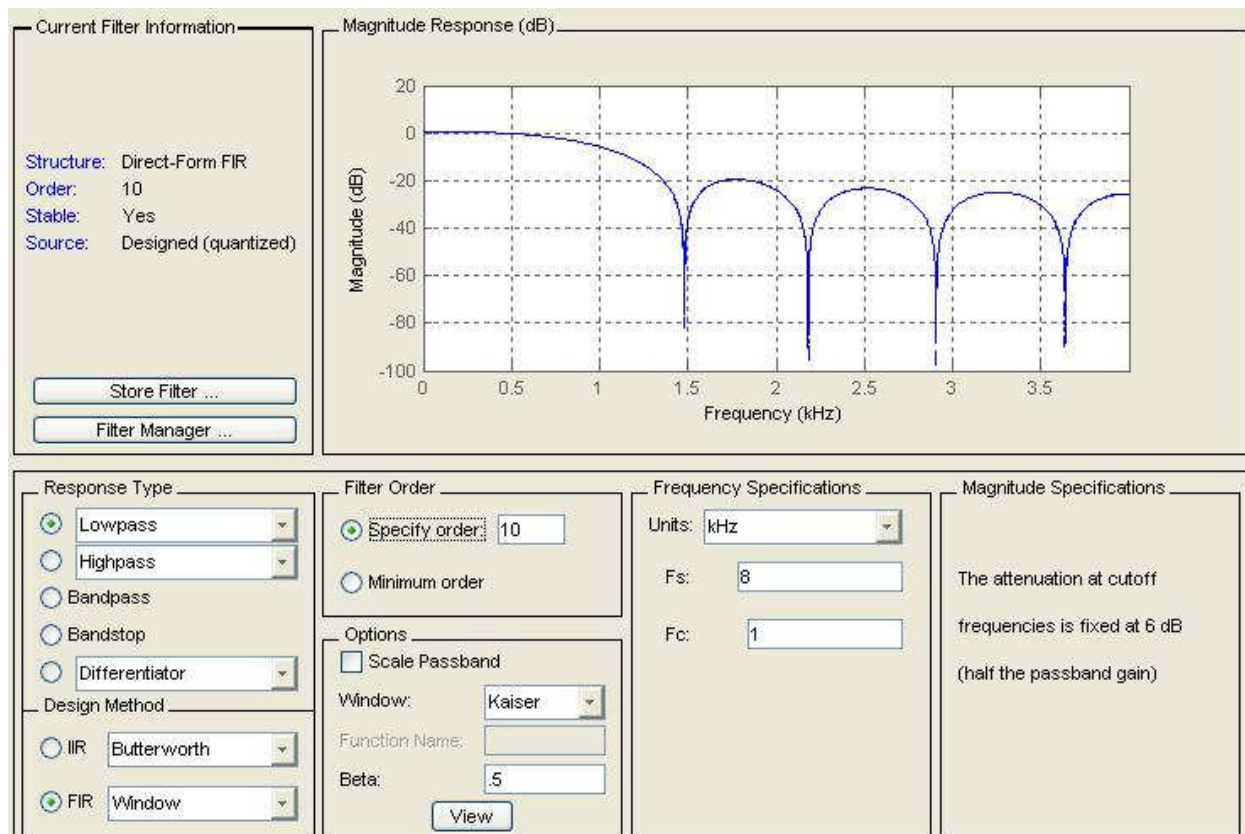 Current Filter Information
Structure: Direct-Form FIR
Order: 10
Stable: Yes
Source: Designed (quantized)
Store Filter ...
Filter Manager ...
Magnitude Response (dB)
20
0
-20
-40
-60
-80
-100
Magnitude (dB)
0 0.5 1 1.5 2 2.5 3 3.5
Frequency (kHz)
Response Type
Lowpass
Highpass
Bandpass
Bandstop
Differentiator
Design Method
IIR Butterworth
FIR Window
Filter Order
Specify order: 10
Minimum order
Options
Scale Passband
Window: Kaiser
Function Name:
Beta: .5
View
Frequency Specifications
Units: kHz
Fs: 8
Fc: 1
Magnitude Specifications
The attenuation at cutoff
frequencies is fixed at 6 dB
(half the passband gain)